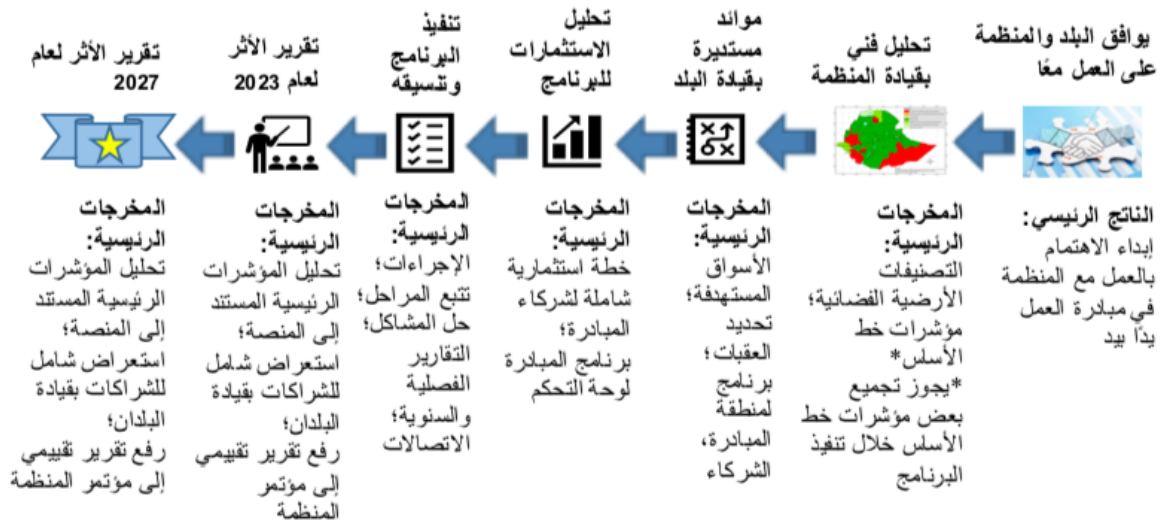 يوافق البلد والمنظمة
على العمل معًا
الناتج الرئيسي:
إبداء الاهتمام
بالعمل مع المنظمة
في مبادرة العمل
يدًا بيد
تحليل فني
بقيادة المنظمة
المخرجات
الرئيسية:
التصنيفات
الأرضية الفضائية؛
مؤشرات خط
الأساس*
*يجوز تجميع
بعض مؤشرات خط
الأساس خلال تنفيذ
البرنامج
موائد
مستديرة
بقيادة البلد
المخرجات
الرئيسية:
الأسواق
المستهدفة؛
تحديد
العقبات؛
برنامج
لمنطقة
المبادرة،
الشركاء
تحليل
الاستثمارات
للبرنامج
المخرجات
الرئيسية:
خطة استثمارية
شاملة لشركاء
المبادرة؛
برنامج المبادرة
لوحة التحكم
تنفيذ
البرنامج
وتنسيقه
المخرجات
الرئيسية:
الإجراءات؛
تتبع المراحل؛
حل المشاكل؛
التقارير
الفصلية
والسنوية؛
الاتصالات
تقرير الأثر
لعام 2023
المخرجات
الرئيسية:
تحليل المؤشرات
الرئيسية المستند
إلى المنصة؛
استعراض شامل
للشراكات بقيادة
البلدان؛
رفع تقرير تقييمي
إلى مؤتمر
المنظمة
تقرير الأثر لعام
2027
المخرجات
الرئيسية:
تحليل المؤشرات
الرئيسية المستند
إلى المنصة؛
استعراض شامل
للشراكات بقيادة
البلدان؛
رفع تقرير تقييمي
إلى مؤتمر المنظمة